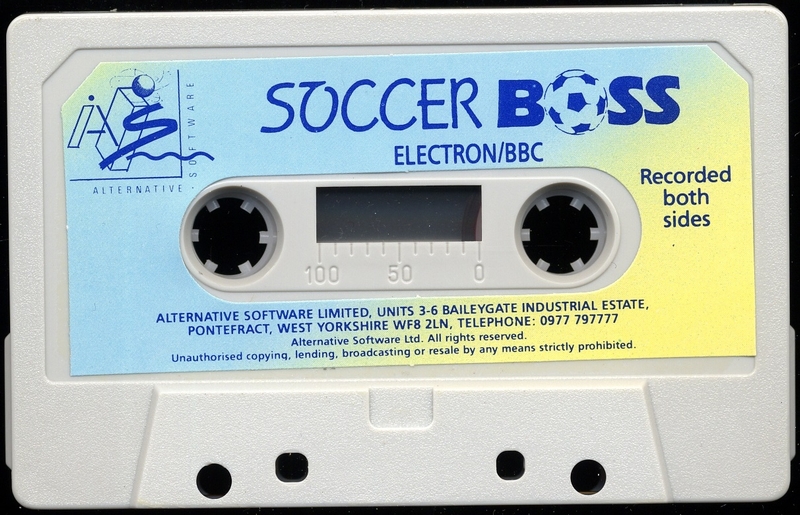 SOCCER BOSS
ELECTRON/BBC
AS
ALTERNATIVE · SOFTWARE
Recorded
both
sides
100 50 0
ALTERNATIVE SOFTWARE LIMITED, UNITS 3-6 BAILEYGATE INDUSTRIAL ESTATE,
PONTEFRACT, WEST YORKSHIRE WF8 2LN, TELEPHONE: 0977 797777
Alternative Software Ltd. All rights reserved.
Unauthorised copying, lending, broadcasting or resale by any means strictly prohibited.